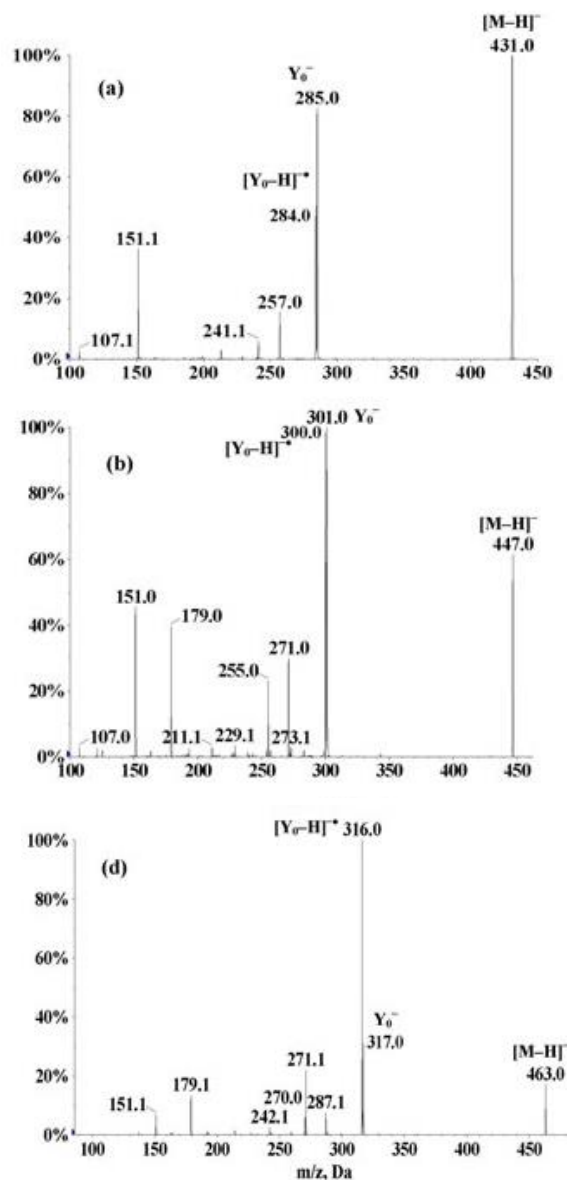 [M–H]⁻
431.0
100%
(a)
Y₀⁻
285.0
80%
[Y₀–H]⁻•
60%
284.0
151.1
40%
257.0
20%
107.1
241.1
0%
100 150 200 250 300 350 400 450
301.0 Y₀⁻
100%
300.0
[Y₀–H]⁻•
(b)
80%
[M–H]⁻
447.0
60%
151.0
179.0
40%
271.0
255.0
20%
107.0
211.1
229.1
273.1
0%
100 150 200 250 300 350 400 450
[Y₀–H]⁻• 316.0
100%
(d)
80%
60%
40%
Y₀⁻
317.0
271.1
[M–H]⁻
463.0
20%
179.1
151.1
270.0
287.1
242.1
0%
100 150 200 250 300 350 400 450
m/z, Da